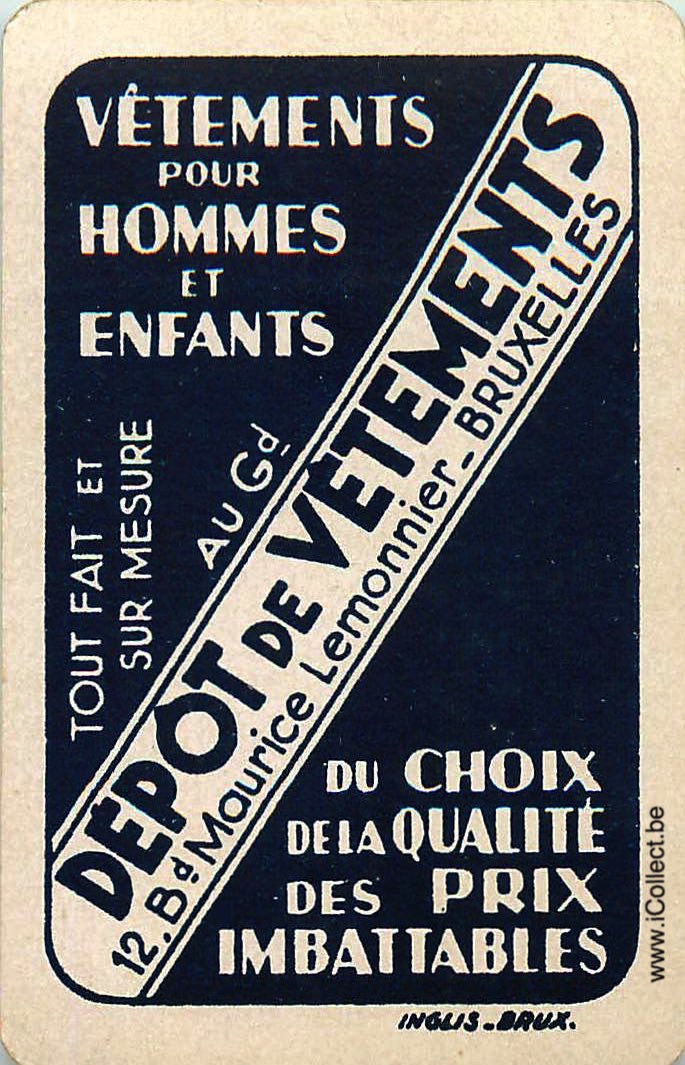 VÊTEMENTS
POUR
HOMMES
ET
ENFANTS
TOUT FAIT ET
SUR MESURE
AU Gd
DÉPÔT DE VÊTEMENTS
12. Bd Maurice Lemonnier - BRUXELLES
DU CHOIX
DE LA QUALITÉ
DES PRIX
IMBATTABLES
INGLIS - BRUX.
www.iCollect.be